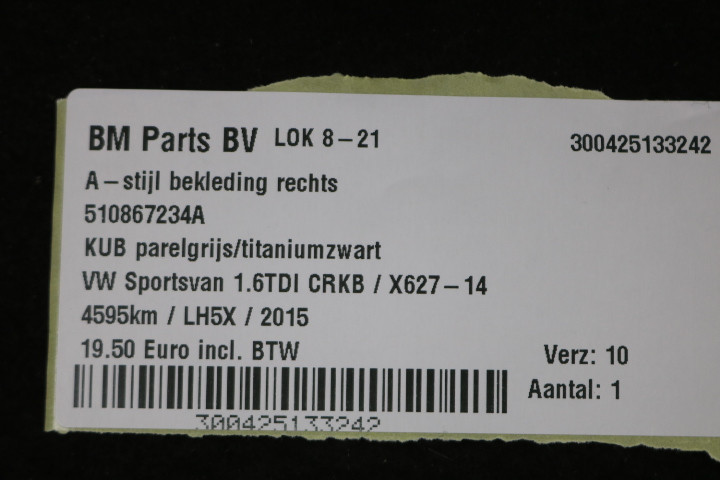 BM Parts BV LOK 8-21 300425133242
A-stijl bekleding rechts
510867234A
KUB parelgrijs/titaniumzwart
VW Sportsvan 1.6TDI CRKB / X627-14
4595km / LH5X / 2015
19.50 Euro incl. BTW Verz: 10
Aantal: 1
300425133242